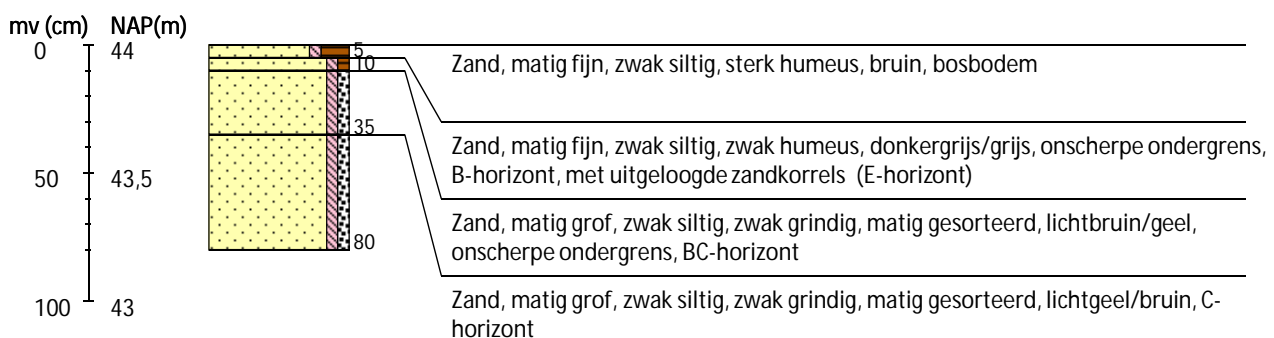 mv (cm) NAP(m)
0 44
5
10
Zand, matig fijn, zwak siltig, sterk humeus, bruin, bosbodem
35
Zand, matig fijn, zwak siltig, zwak humeus, donkergrijs/grijs, onscherpe ondergrens,
B-horizont, met uitgeloogde zandkorrels (E-horizont)
50 43,5
Zand, matig grof, zwak siltig, zwak grindig, matig gesorteerd, lichtbruin/geel,
onscherpe ondergrens, BC-horizont
80
100 43
Zand, matig grof, zwak siltig, zwak grindig, matig gesorteerd, lichtgeel/bruin, C-
horizont